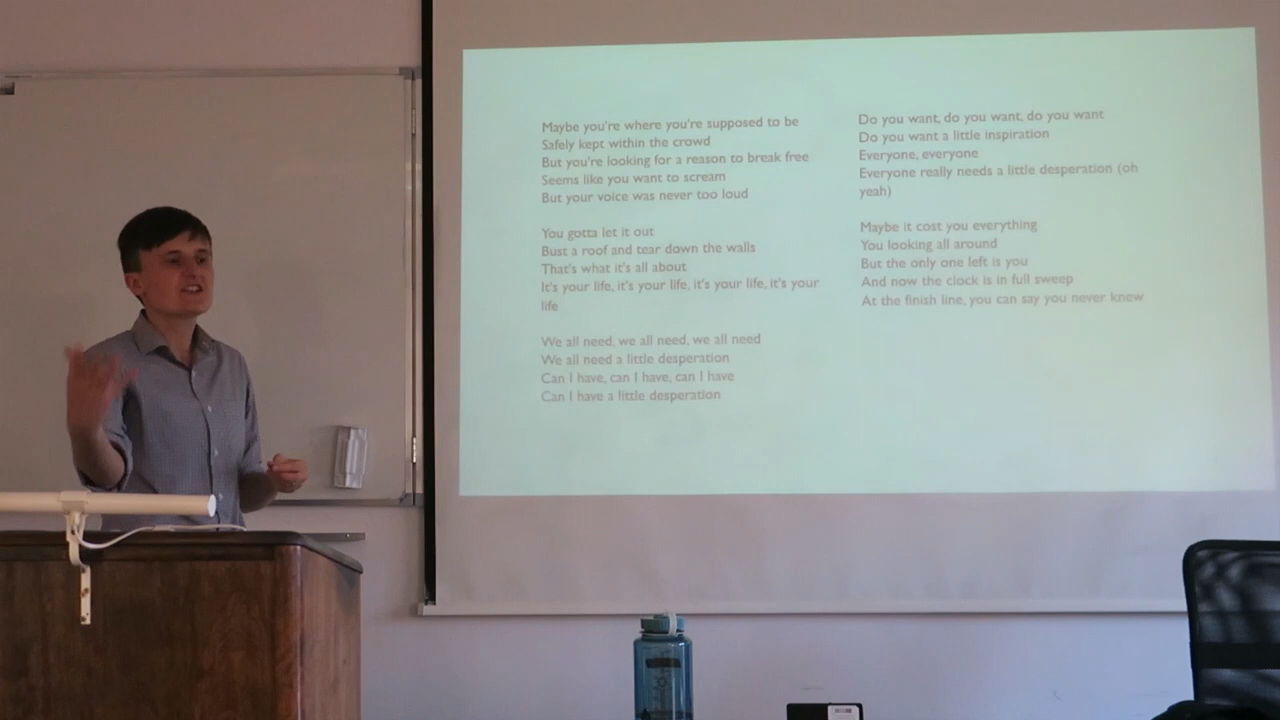 Maybe you're where you're supposed to be
Safely kept within the crowd
But you're looking for a reason to break free
Seems like you want to scream
But your voice was never too loud
You gotta let it out
Bust a roof and tear down the walls
That's what it's all about
It's your life, it's your life, it's your life, it's your
life
We all need, we all need, we all need
We all need a little desperation
Can I have, can I have, can I have
Can I have a little desperation
Do you want, do you want, do you want
Do you want a little inspiration
Everyone, everyone
Everyone really needs a little desperation (oh
yeah)
Maybe it cost you everything
You looking all around
But the only one left is you
And now the clock is in full sweep
At the finish line, you can say you never knew